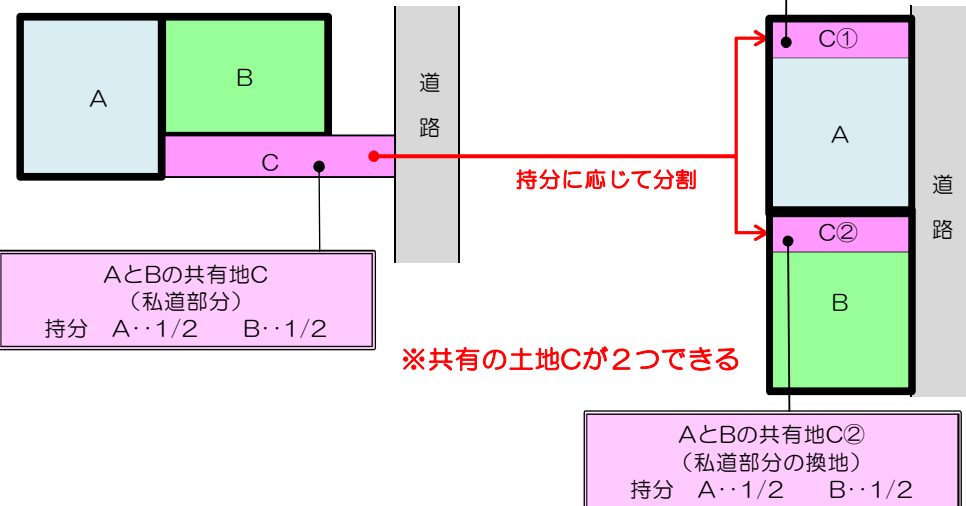 A
B
C
道
路
持分に応じて分割
AとBの共有地C
(私道部分)
持分 A‥1/2 B‥1/2
※共有の土地Cが2つできる
C①
A
C②
B
道
路
AとBの共有地C②
(私道部分の換地)
持分 A‥1/2 B‥1/2